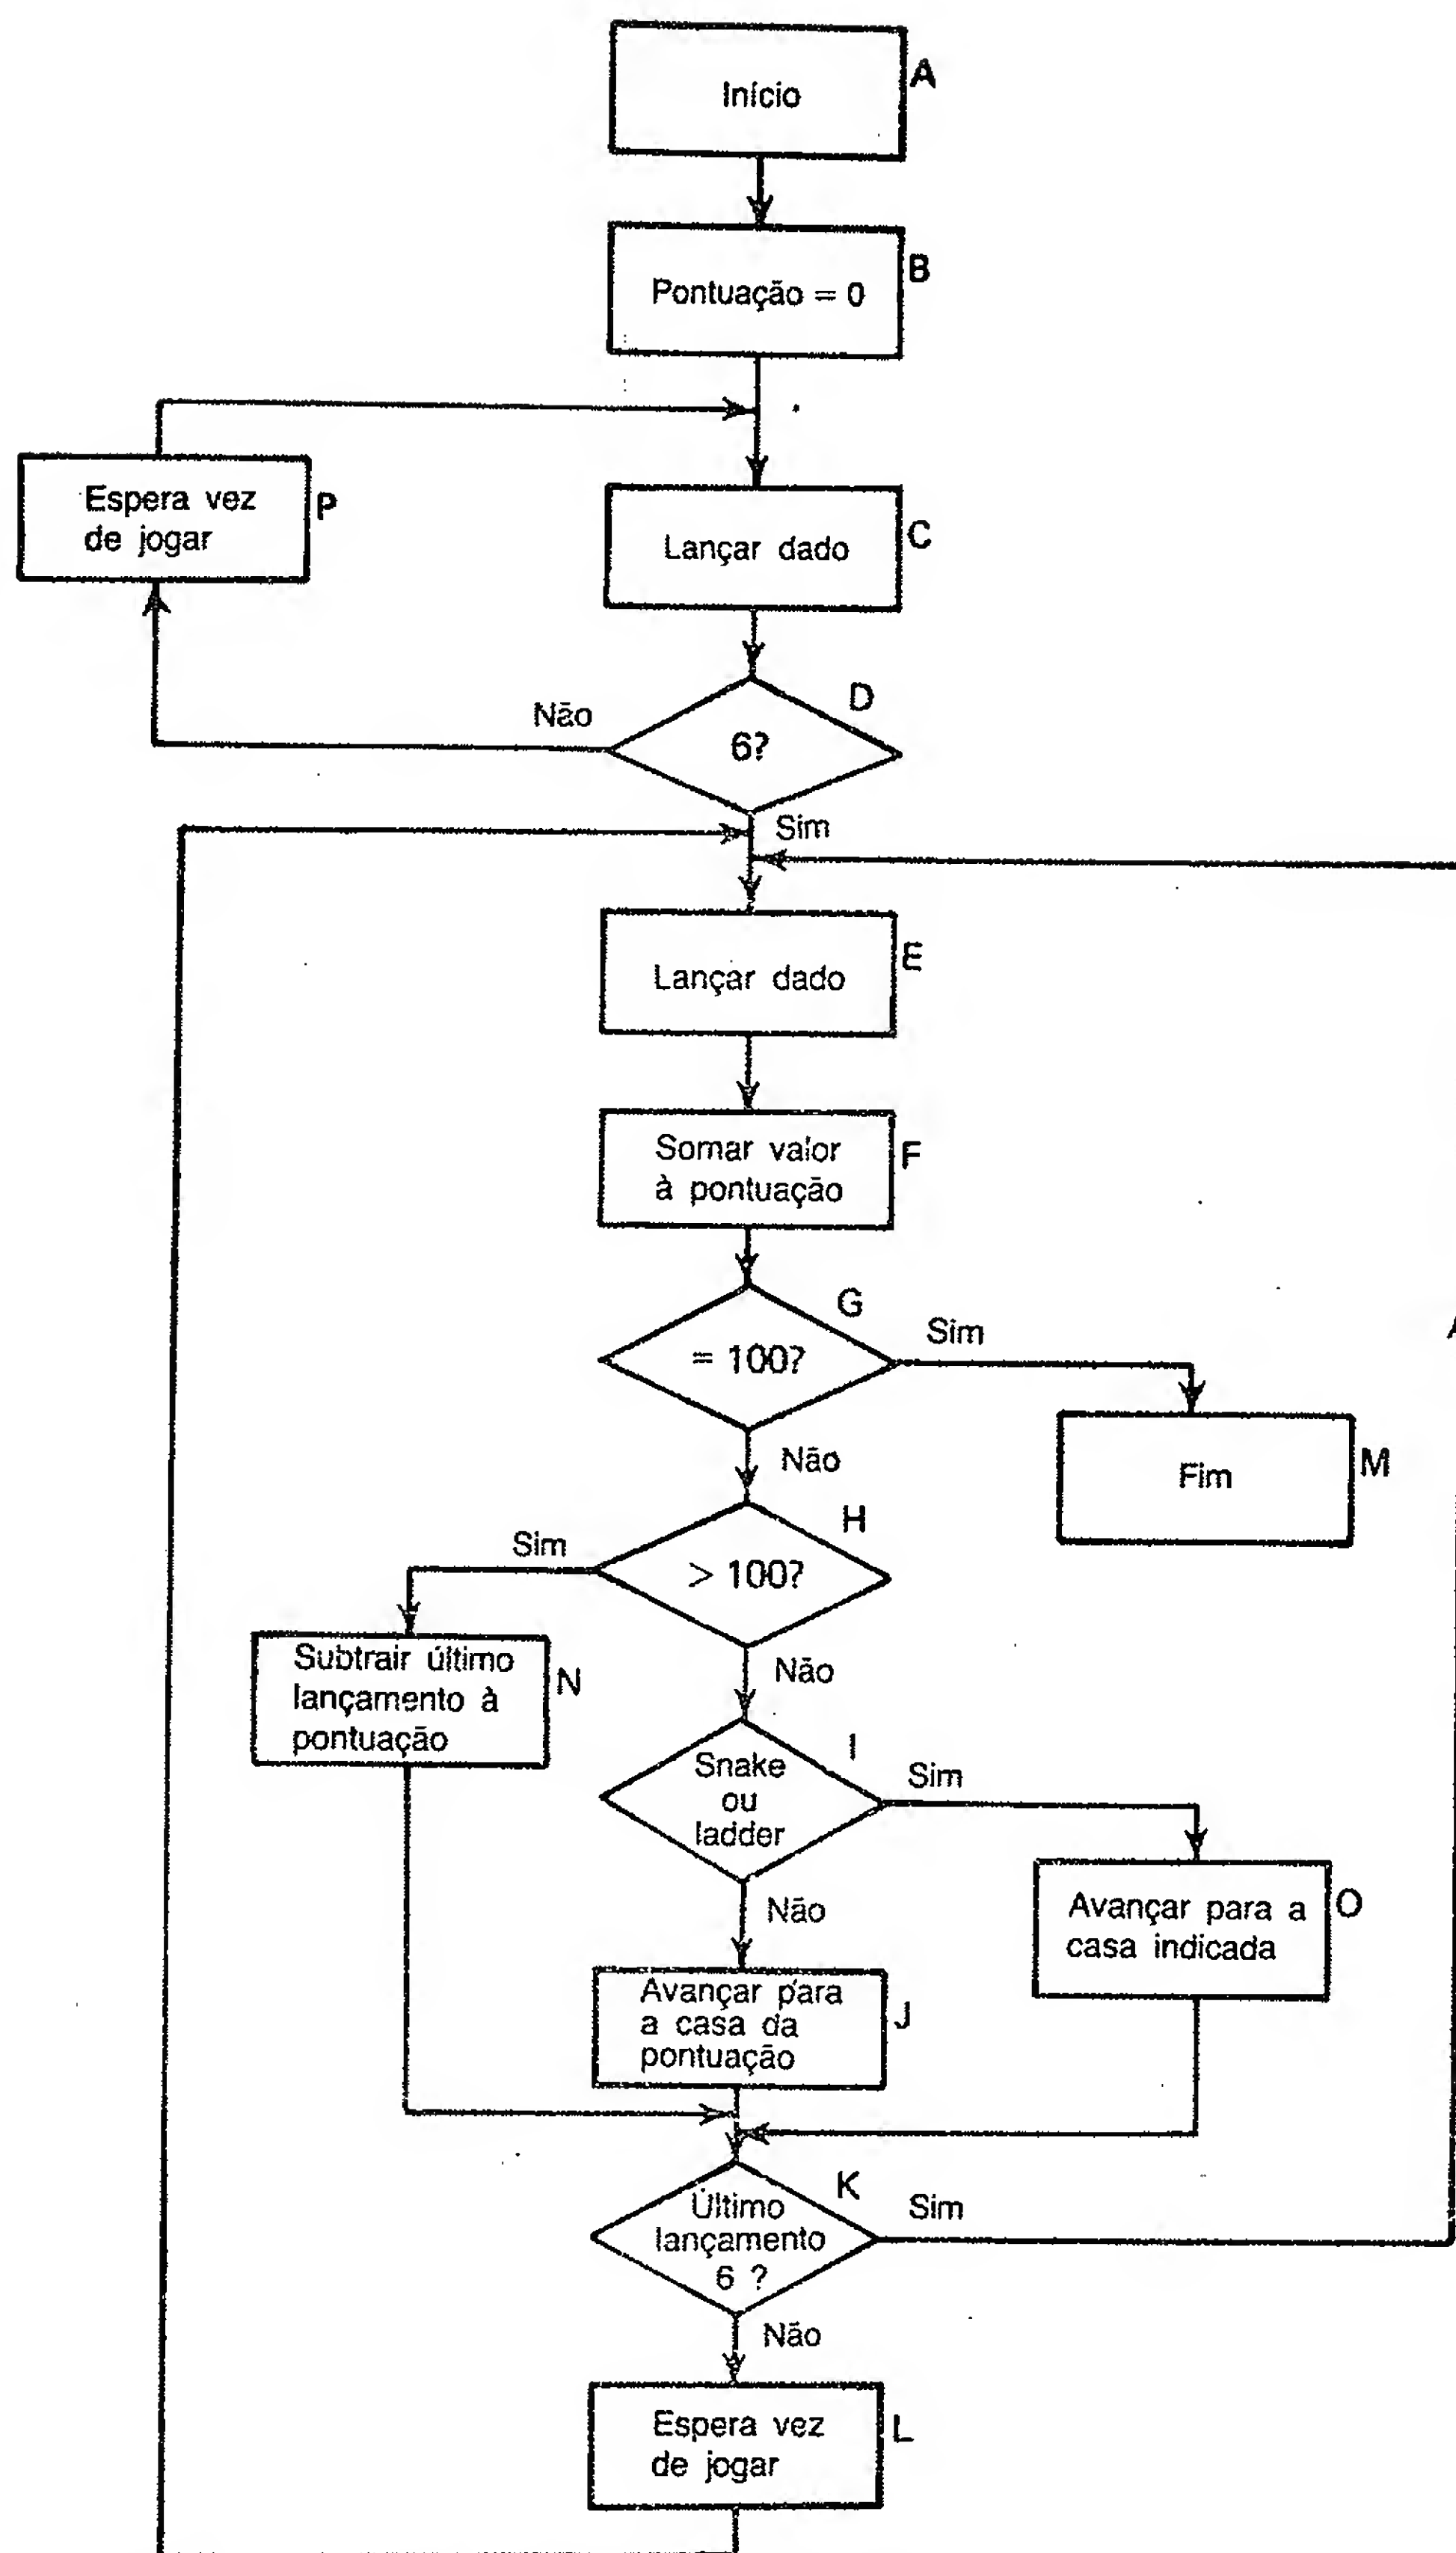 Início
A
Pontuação = 0
B
Espera vez
de jogar
P
Lançar dado
C
D
Não
6?
Sim
Lançar dado
E
Somar valor
à pontuação
F
G
= 100?
Sim
Não
Fim
M
H
Sim
> 100?
Não
Subtrair último
lançamento à
pontuação
N
I
Snake
ou
ladder
Sim
Não
Avançar para a
casa indicada
O
Avançar para
a casa da
pontuação
J
K
Último
lançamento
6 ?
Sim
Não
Espera vez
de jogar
L